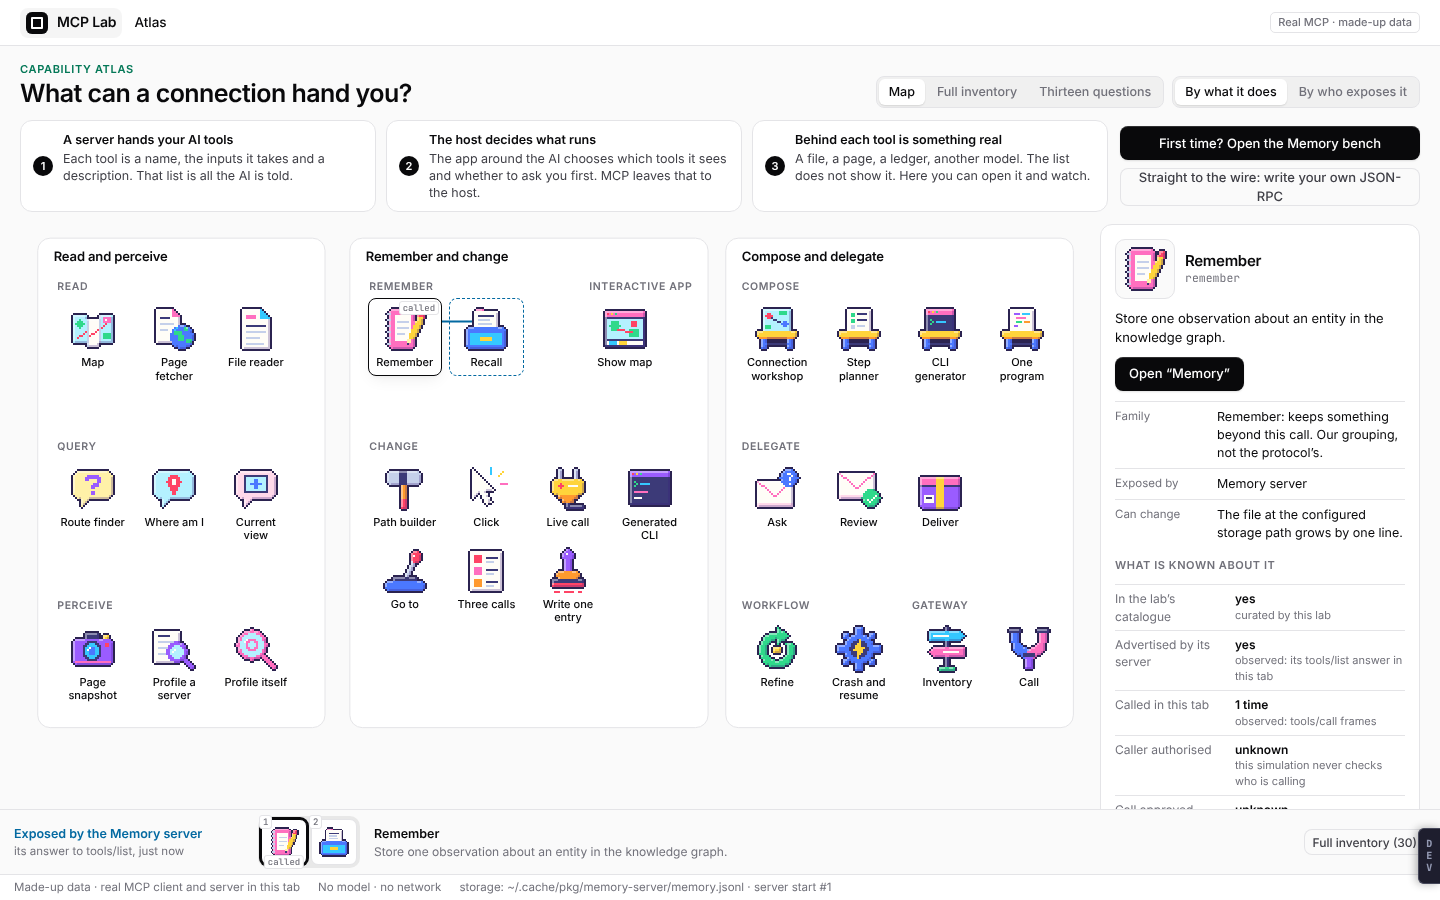 MCP Lab
Atlas
Real MCP · made-up data
CAPABILITY ATLAS
What can a connection hand you?
Map
Full inventory
Thirteen questions
By what it does
By who exposes it
1
A server hands your AI tools
Each tool is a name, the inputs it takes and a
description. That list is all the AI is told.
2
The host decides what runs
The app around the AI chooses which tools it sees
and whether to ask you first. MCP leaves that to
the host.
3
Behind each tool is something real
A file, a page, a ledger, another model. The list
does not show it. Here you can open it and watch.
First time? Open the Memory bench
Straight to the wire: write your own JSON-
RPC
Read and perceive
READ
Map
Page
fetcher
File reader
QUERY
Route finder
Where am I
Current
view
PERCEIVE
Page
snapshot
Profile a
server
Profile itself
Remember and change
REMEMBER
INTERACTIVE APP
called
Remember
Recall
Show map
CHANGE
Path builder
Click
Live call
Generated
CLI
Go to
Three calls
Write one
entry
Compose and delegate
COMPOSE
Connection
workshop
Step
planner
CLI
generator
One
program
DELEGATE
Ask
Review
Deliver
WORKFLOW
GATEWAY
Refine
Crash and
resume
Inventory
Call
Remember
remember
Store one observation about an entity in the
knowledge graph.
Open “Memory”
Family
Remember: keeps something
beyond this call. Our grouping,
not the protocol’s.
Exposed by
Memory server
Can change
The file at the configured
storage path grows by one line.
WHAT IS KNOWN ABOUT IT
In the lab’s
catalogue
yes
curated by this lab
Advertised by its
server
yes
observed: its tools/list answer in
this tab
Called in this tab
1 time
observed: tools/call frames
Caller authorised
unknown
this simulation never checks
who is calling
Call approved
unknown
Exposed by the Memory server
its answer to tools/list, just now
1
called
2
Remember
Store one observation about an entity in the knowledge graph.
Full inventory (30)
DEV
Made-up data · real MCP client and server in this tab
No model · no network
storage: ~/.cache/pkg/memory-server/memory.jsonl · server start #1